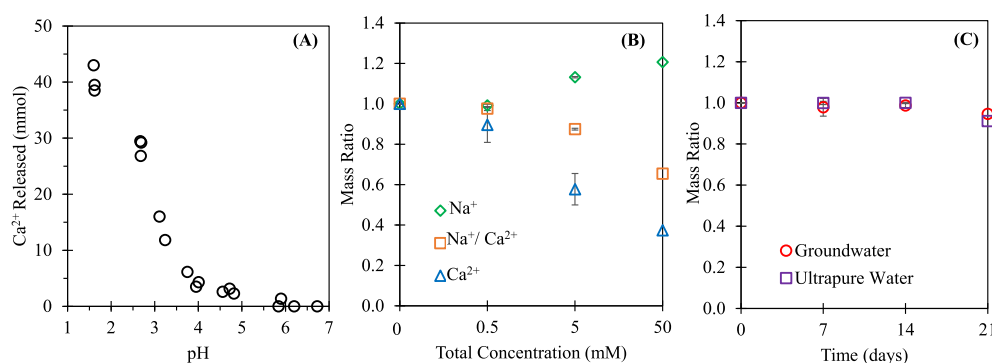 (A)
50
40
30
20
10
0
Ca²⁺ Released (mmol)
1 2 3 4 5 6 7
pH
(B)
1.4
1.2
1.0
0.8
0.6
0.4
0.2
0.0
Mass Ratio
Na⁺
Na⁺/ Ca²⁺
Ca²⁺
0 0.5 5 50
Total Concentration (mM)
(C)
1.4
1.2
1.0
0.8
0.6
0.4
0.2
0.0
Mass Ratio
Groundwater
Ultrapure Water
0 7 14 21
Time (days)